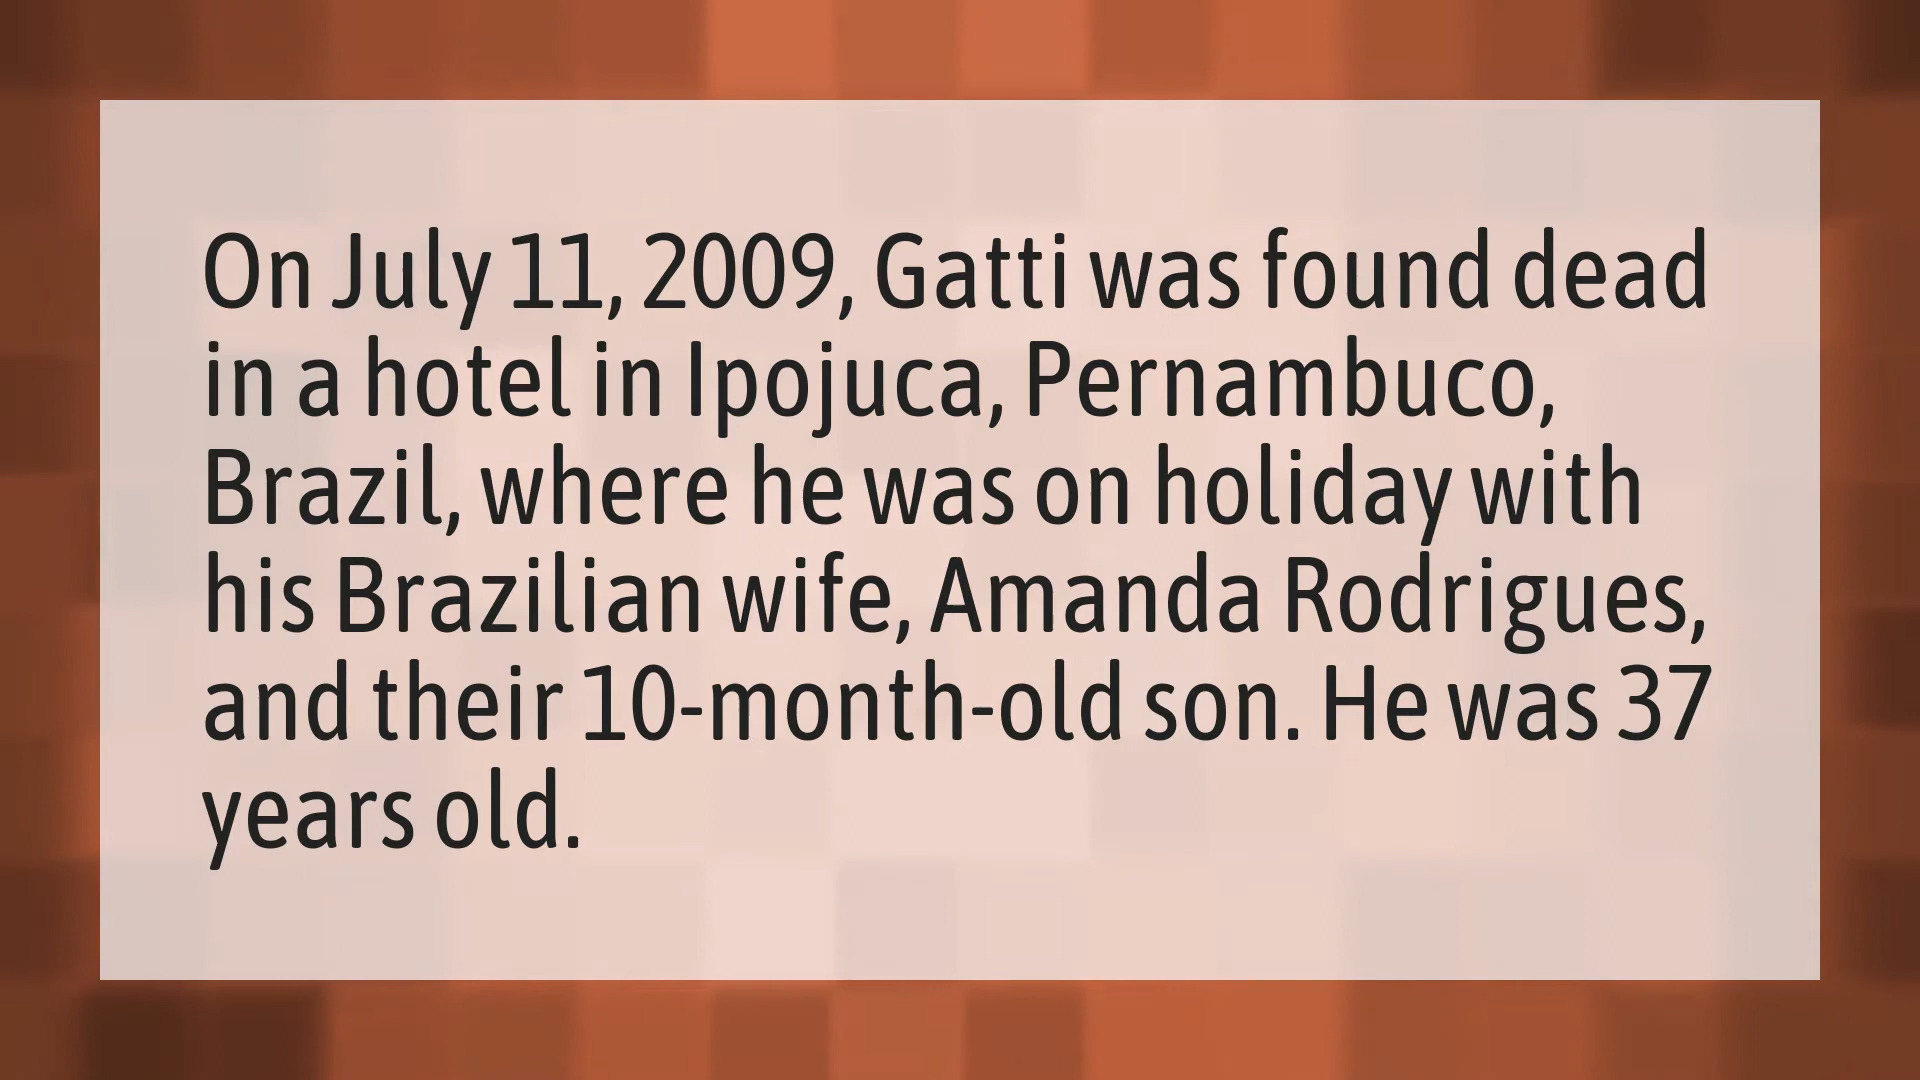 On July 11, 2009, Gatti was found dead
in a hotel in Ipojuca, Pernambuco,
Brazil, where he was on holiday with
his Brazilian wife, Amanda Rodrigues,
and their 10-month-old son. He was 37
years old.